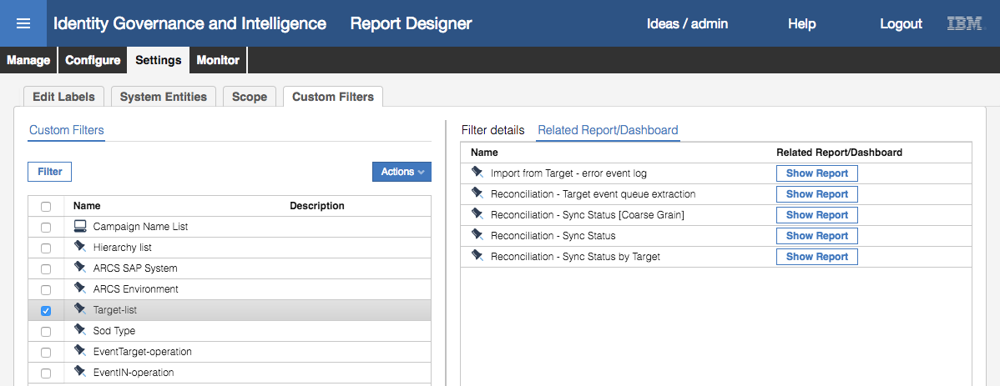 Identity Governance and Intelligence Report Designer Ideas / admin Help Logout IBM
Manage Configure Settings Monitor
Edit Labels System Entities Scope Custom Filters
Custom Filters
Filter Actions
Name Description
Campaign Name List
Hierarchy list
ARCS SAP System
ARCS Environment
Target-list
Sod Type
EventTarget-operation
EventIN-operation
Filter details Related Report/Dashboard
Name Related Report/Dashboard
Import from Target - error event log Show Report
Reconciliation - Target event queue extraction Show Report
Reconciliation - Sync Status [Coarse Grain] Show Report
Reconciliation - Sync Status Show Report
Reconciliation - Sync Status by Target Show Report